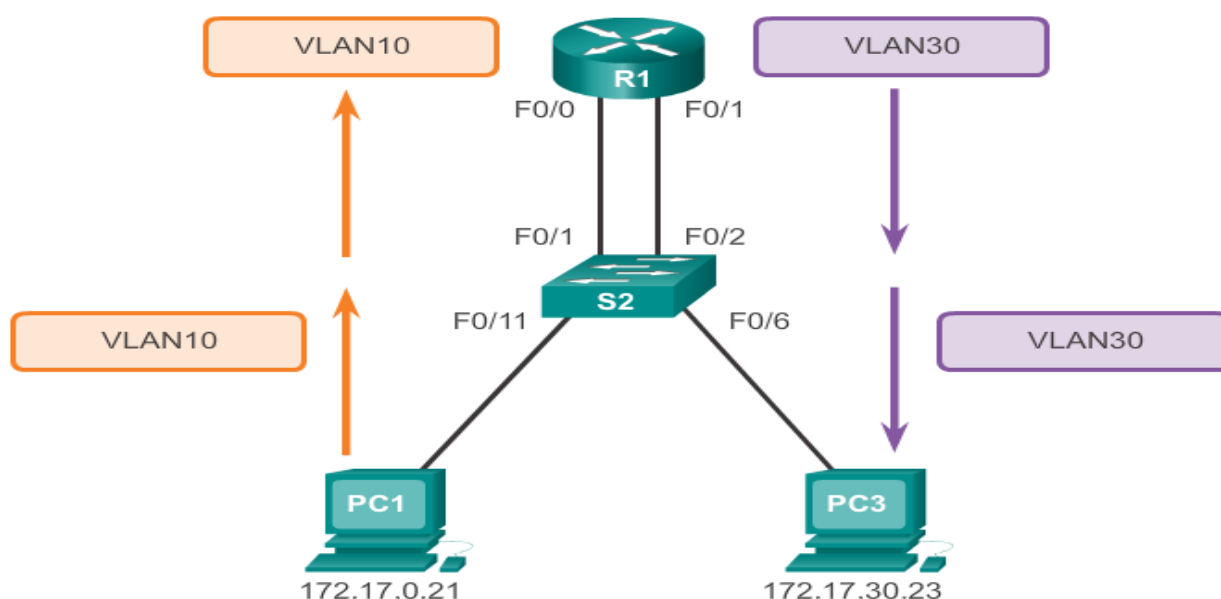 VLAN10
R1
VLAN30
F0/0
F0/1
F0/1
F0/2
S2
F0/11
F0/6
VLAN10
VLAN30
PC1
PC3
172.17.0.21
172.17.30.23